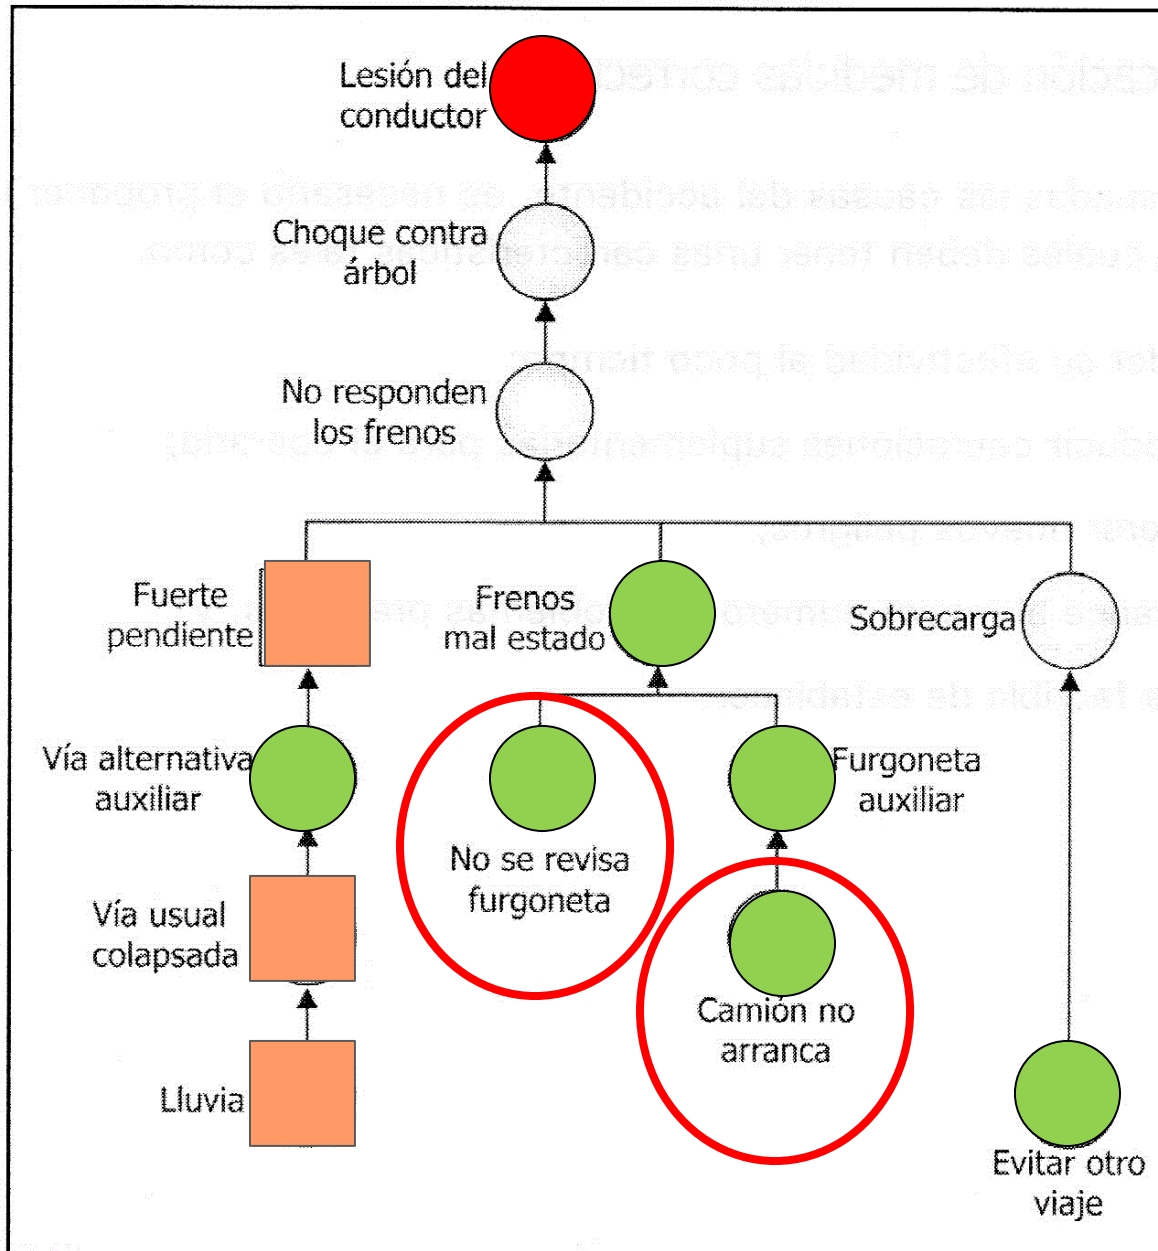 Lesión del
conductor
Choque contra
árbol
No responden
los frenos
Fuerte
pendiente
Frenos
mal estado
Sobrecarga
Vía alternativa
auxiliar
No se revisa
furgoneta
Furgoneta
auxiliar
Vía usual
colapsada
Camión no
arranca
Lluvia
Evitar otro
viaje